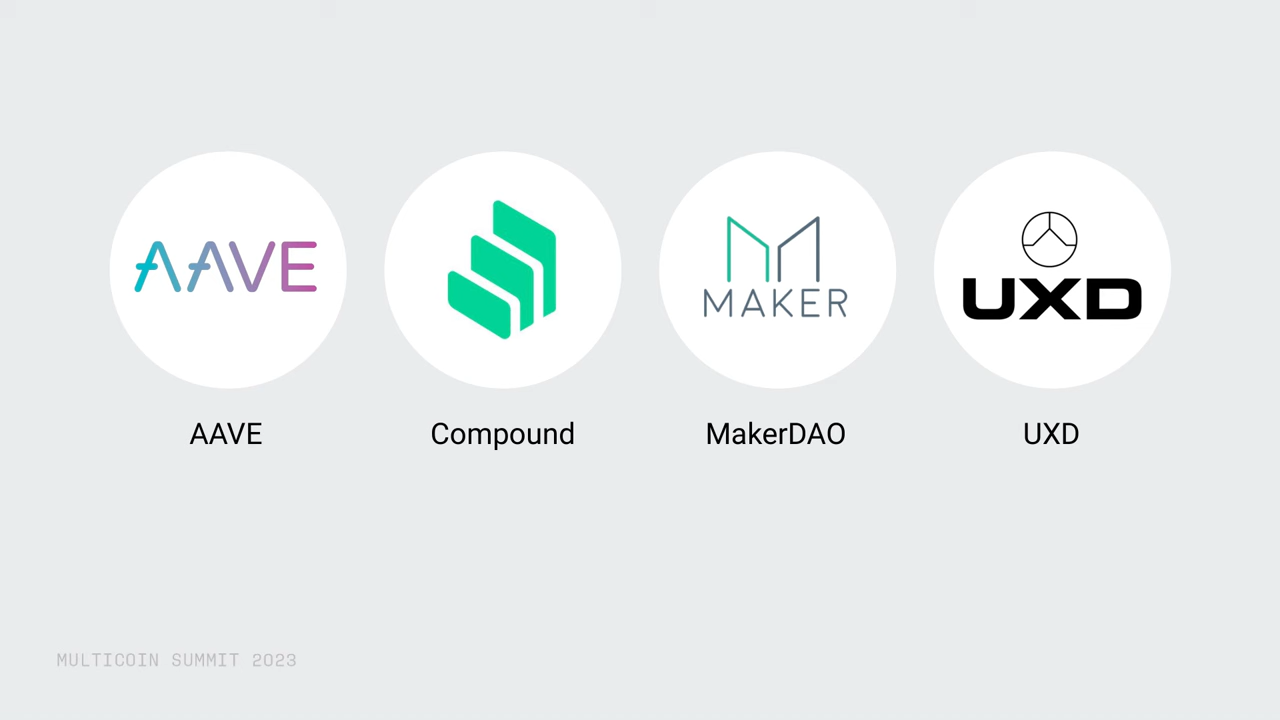 AAVE
MAKER
UXD
AAVE
Compound
MakerDAO
UXD
MULTICOIN SUMMIT 2023